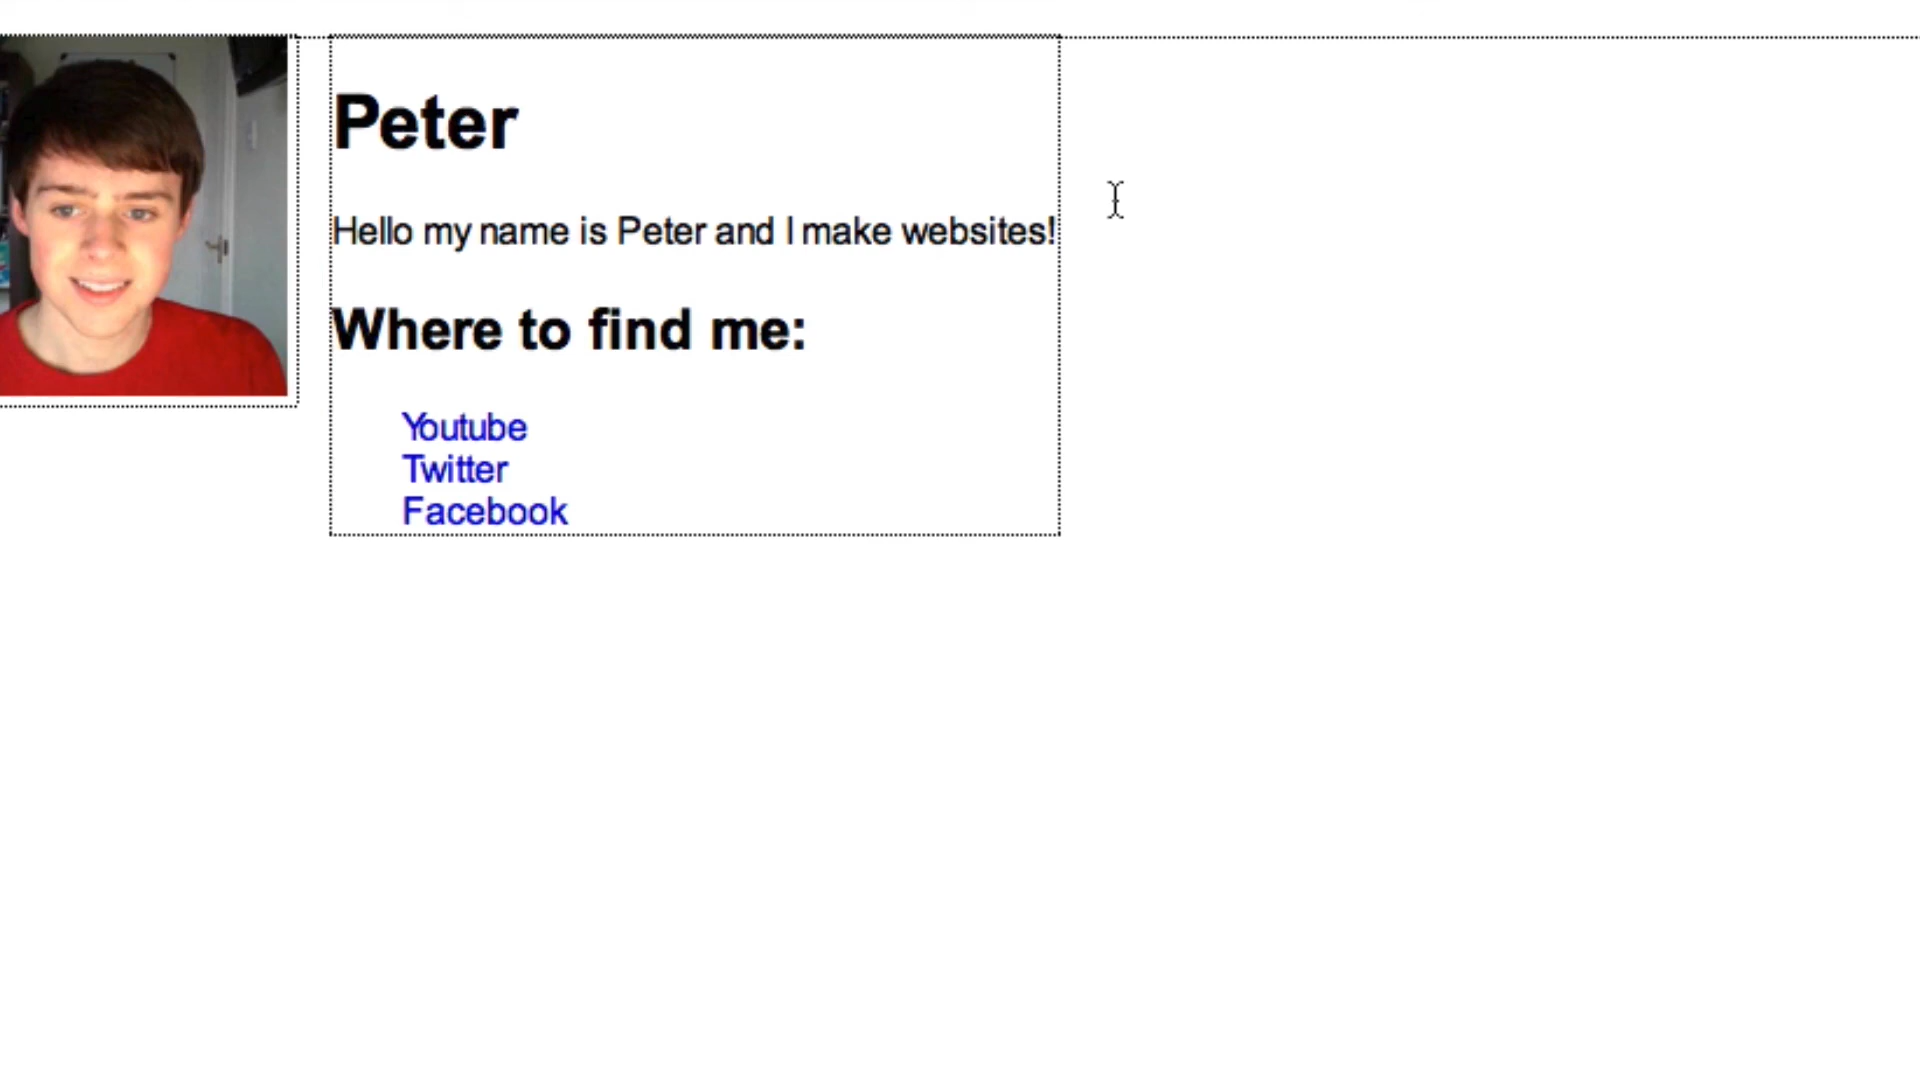 Peter
Hello my name is Peter and I make websites!
Where to find me:
Youtube
Twitter
Facebook